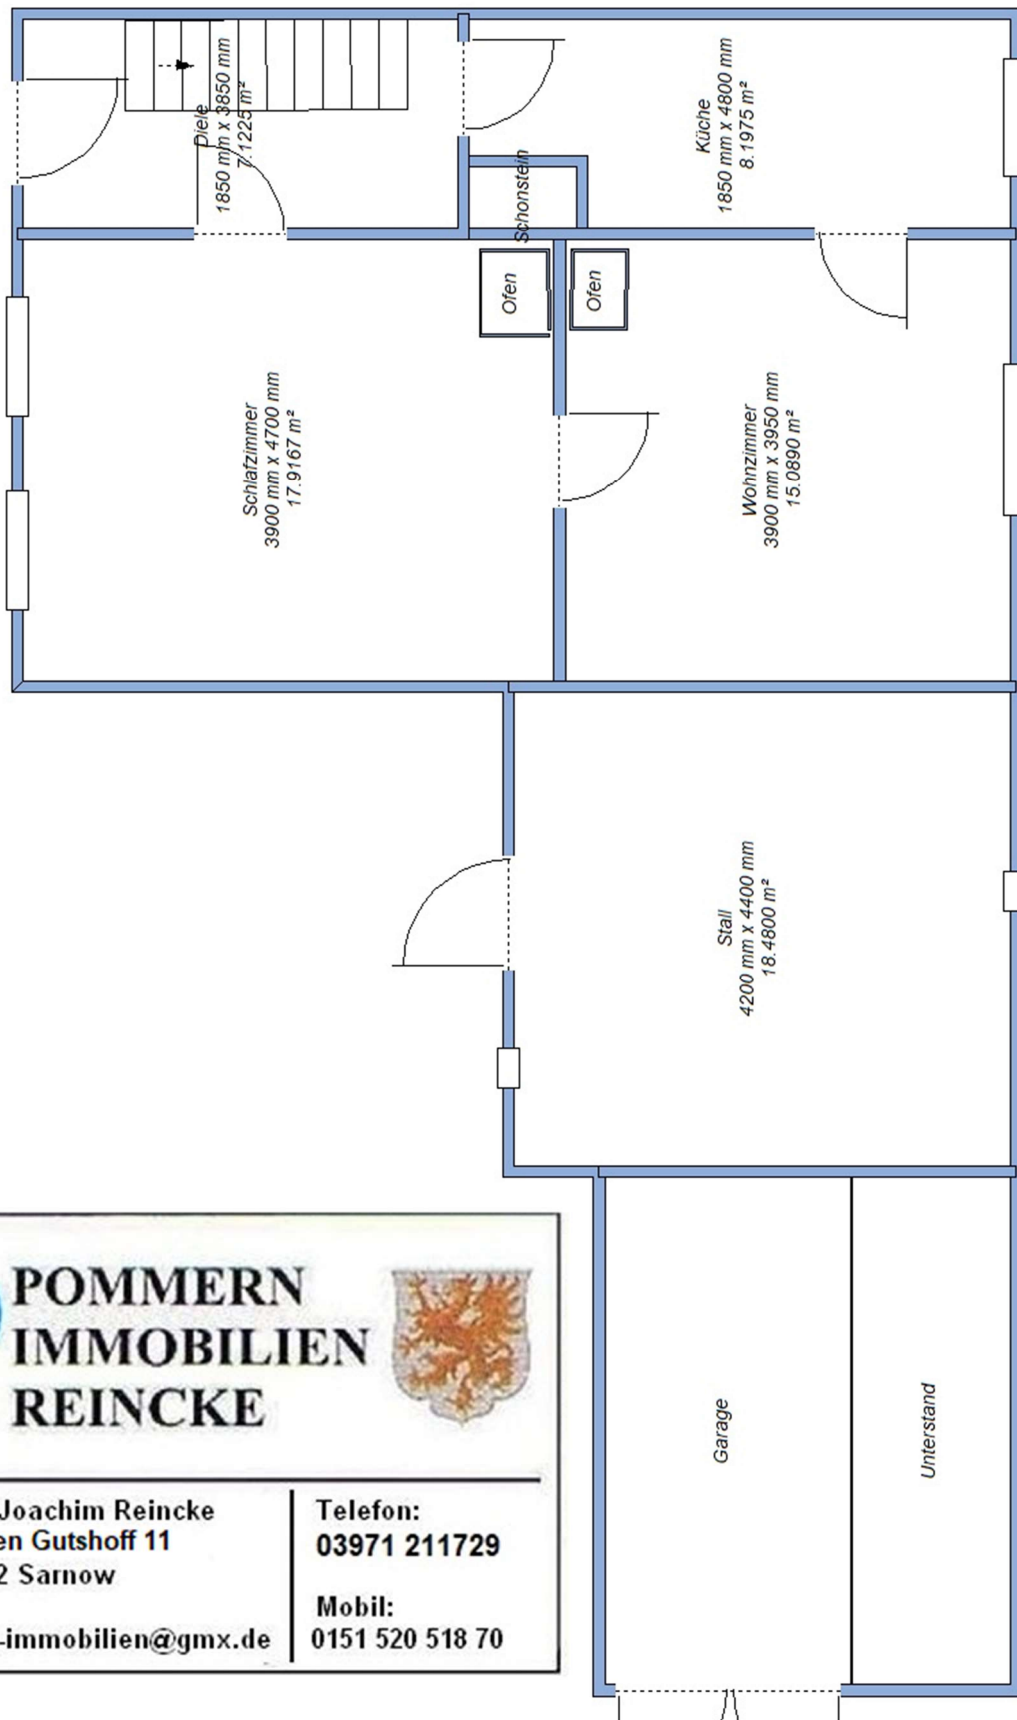 Diele
1850 mm x 3850 mm
7.1225 m²
Küche
1850 mm x 4800 mm
8.1975 m²
Schonstein
Ofen
Ofen
Schlafzimmer
3900 mm x 4700 mm
17.9167 m²
Wohnzimmer
3900 mm x 3950 mm
15.0890 m²
Stall
4200 mm x 4400 mm
18.4800 m²
Garage
Unterstand
POMMERN
IMMOBILIEN
REINCKE
Joachim Reincke
en Gutshoff 11
2 Sarnow
-immobilien@gmx.de
Telefon:
03971 211729
Mobil:
0151 520 518 70